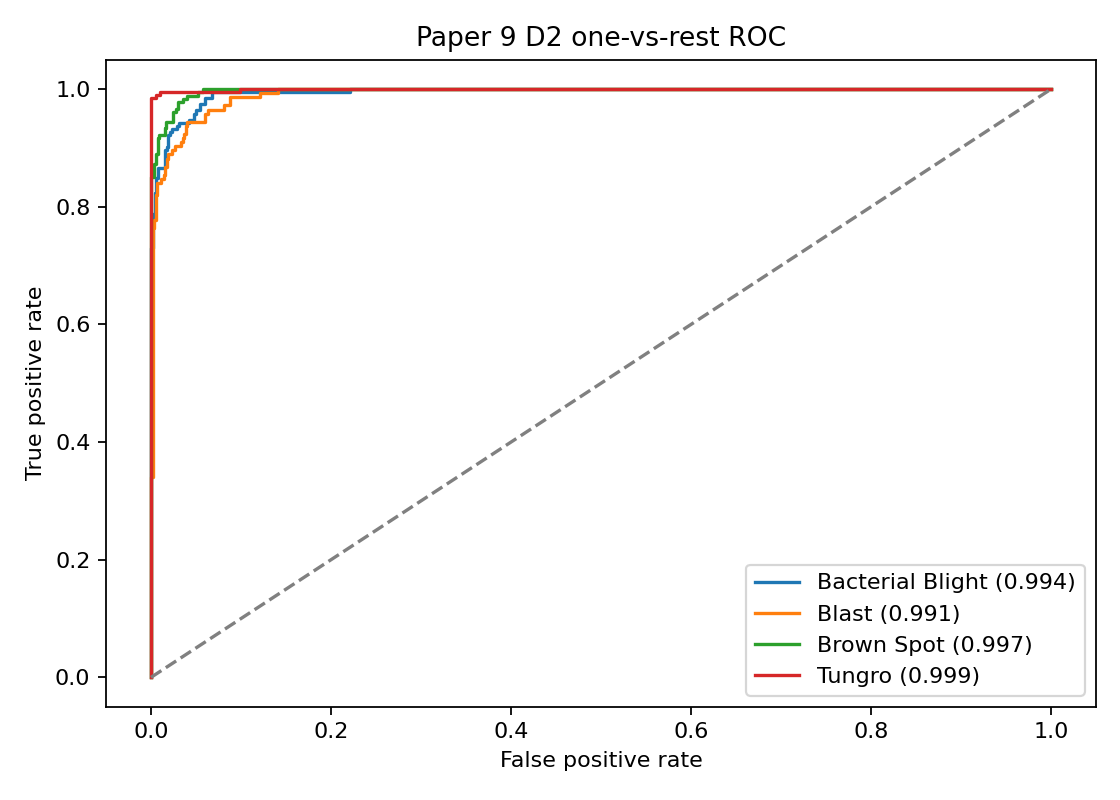 Paper 9 D2 one-vs-rest ROC
True positive rate
1.0
0.8
0.6
0.4
0.2
0.0
Bacterial Blight (0.994)
Blast (0.991)
Brown Spot (0.997)
Tungro (0.999)
0.0 0.2 0.4 0.6 0.8 1.0
False positive rate